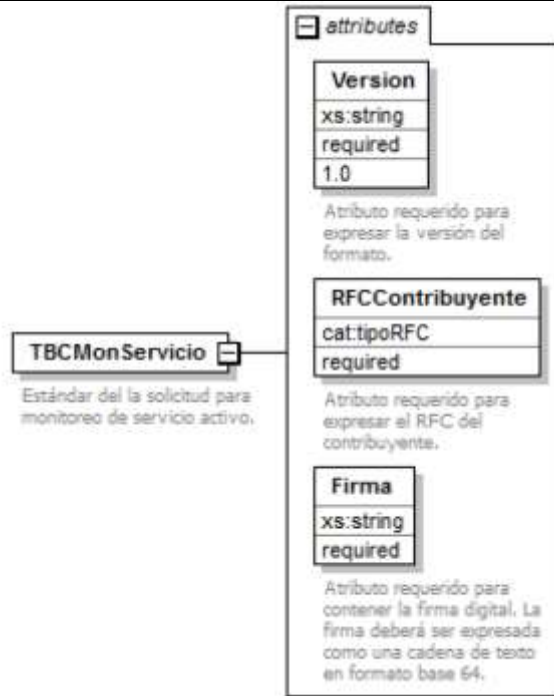 attributes
Version
xs:string
required
1.0
Atributo requerido para
expresar la versión del
formato.
RFCContribuyente
cat:tipoRFC
required
Atributo requerido para
expresar el RFC del
contribuyente.
TBCMonServicio
Estándar del la solicitud para
monitoreo de servicio activo.
Firma
xs:string
required
Atributo requerido para
contener la firma digital. La
firma deberá ser expresada
como una cadena de texto
en formato base 64.